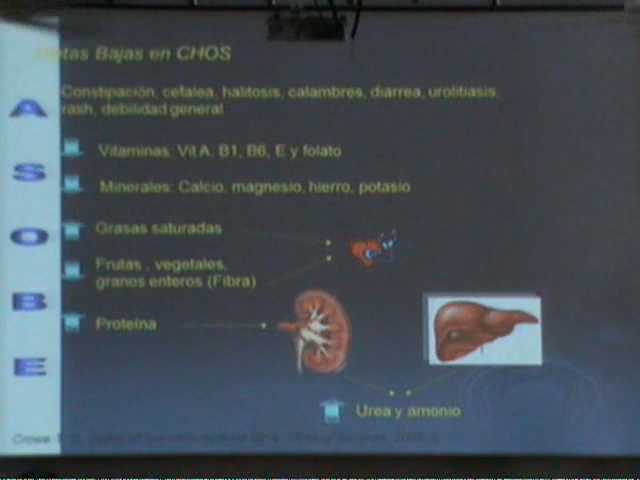 Dietas Bajas en CHOS
Constipación, cefalea, halitosis, calambres, diarrea, urolitiasis,
rash, debilidad general
Vitaminas: Vit A, B1, B6, E y folato
Minerales: Calcio, magnesio, hierro, potasio
Grasas saturadas
Frutas , vegetales,
granos enteros (Fibra)
Proteína
Urea y amonio
A
S
O
B
E